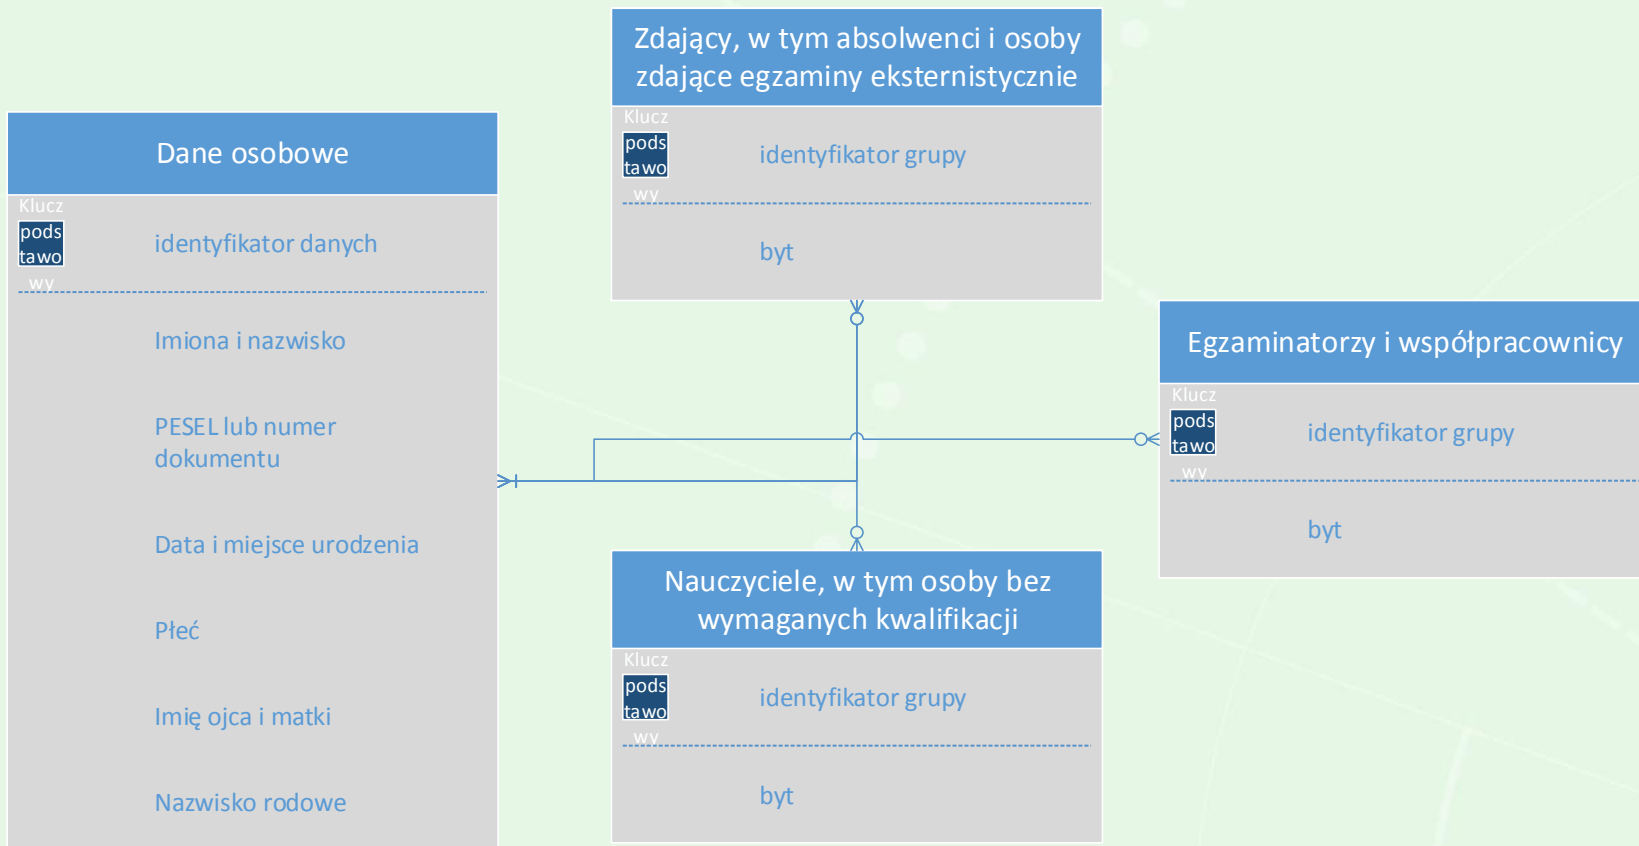 Dane osobowe
Klucz
pods
tawo
wy
identyfikator danych
Imiona i nazwisko
PESEL lub numer
dokumentu
Data i miejsce urodzenia
Płeć
Imię ojca i matki
Nazwisko rodowe
Zdający, w tym absolwenci i osoby
zdające egzaminy eksternistycznie
Klucz
pods
tawo
wy
identyfikator grupy
byt
Nauczyciele, w tym osoby bez
wymaganych kwalifikacji
Klucz
pods
tawo
wy
identyfikator grupy
byt
Egzaminatorzy i współpracownicy
Klucz
pods
tawo
wy
identyfikator grupy
byt